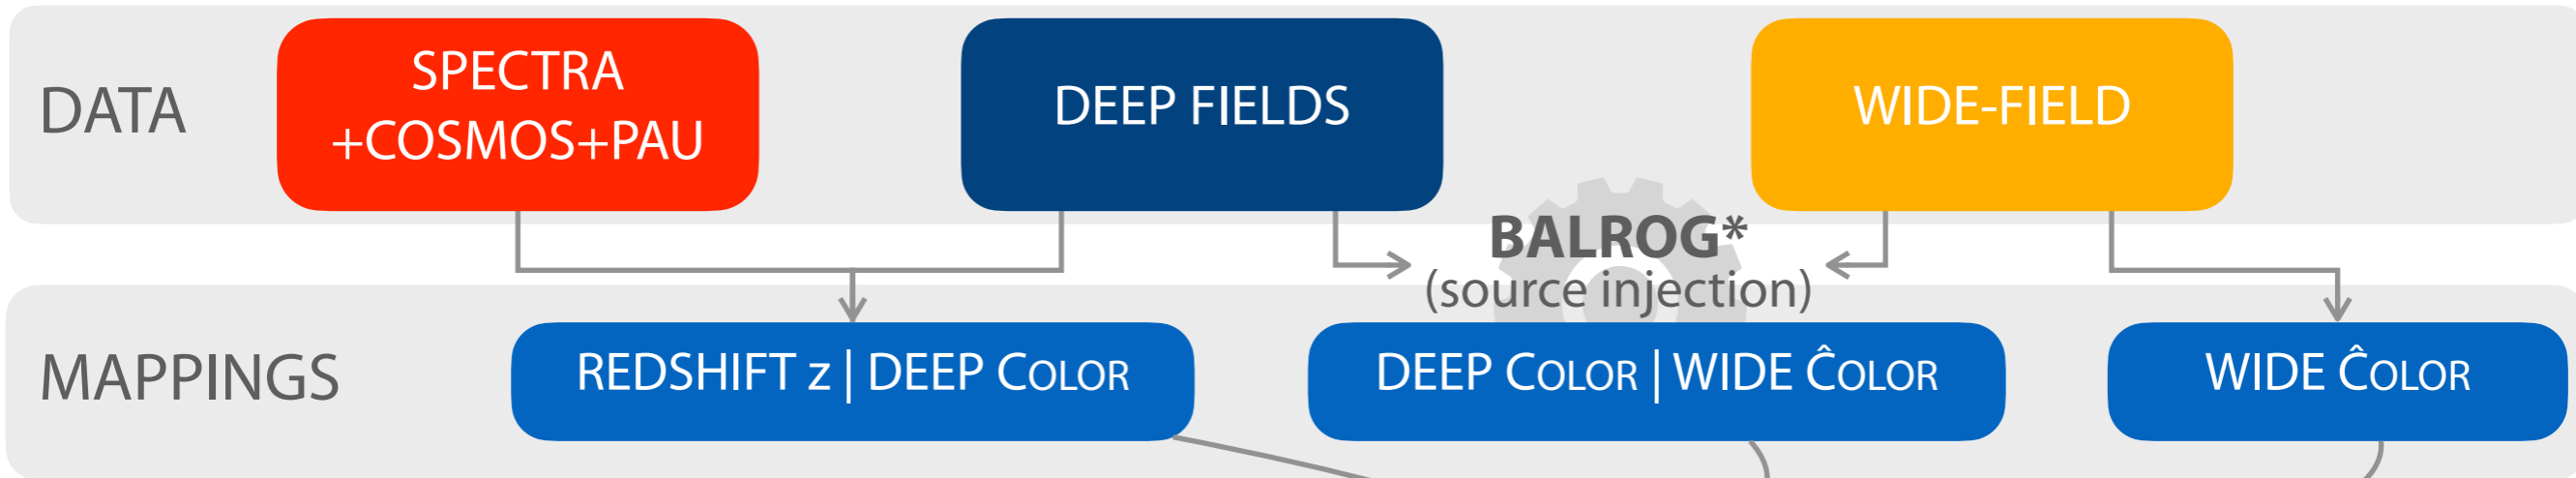 DATA
SPECTRA
+COSMOS+PAU
DEEP FIELDS
WIDE-FIELD
BALROG*
(source injection)
MAPPINGS
REDSHIFT z | DEEP COLOR
DEEP COLOR | WIDE ĈOLOR
WIDE ĈOLOR